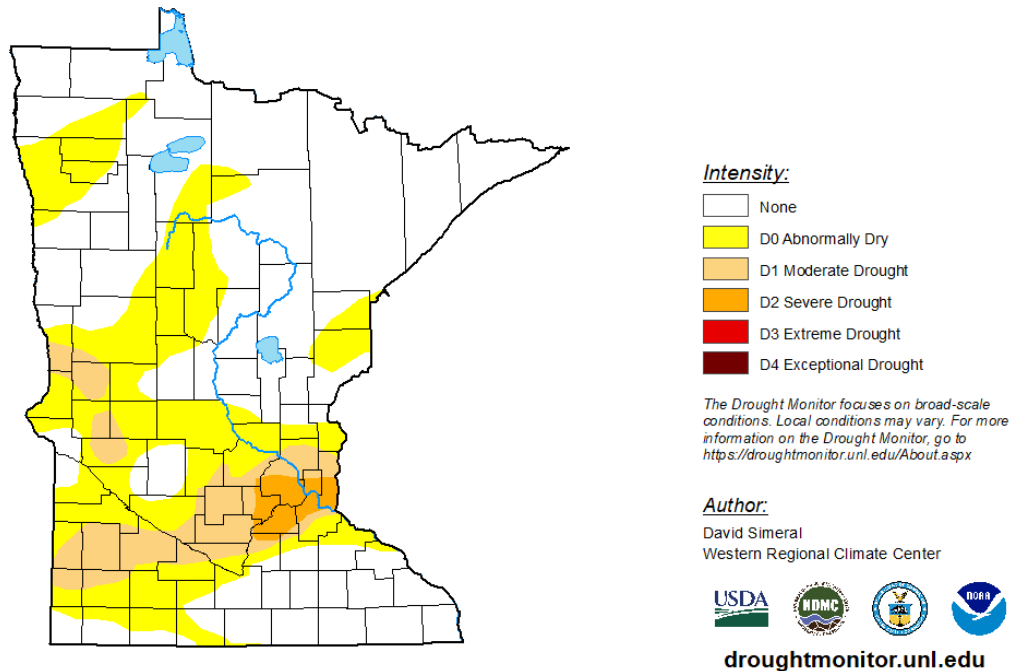 Intensity:
None
D0 Abnormally Dry
D1 Moderate Drought
D2 Severe Drought
D3 Extreme Drought
D4 Exceptional Drought
The Drought Monitor focuses on broad-scale
conditions. Local conditions may vary. For more
information on the Drought Monitor, go to
https://droughtmonitor.unl.edu/About.aspx
Author:
David Simeral
Western Regional Climate Center
USDA
NDMC
NOAA
droughtmonitor.unl.edu